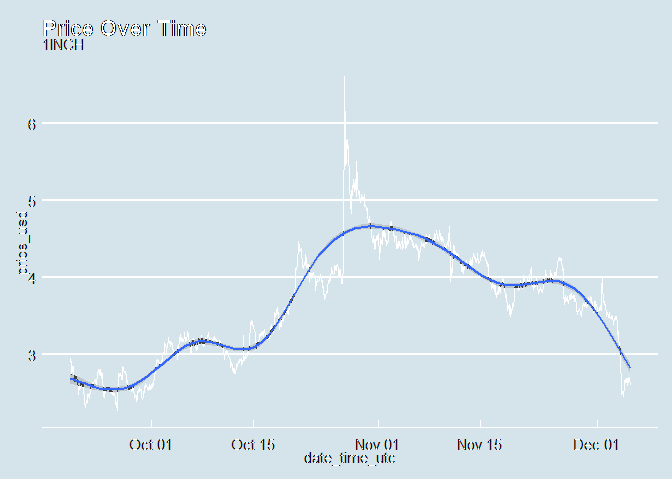 Price Over Time
1INCH
6
5
4
3
price_usd
Oct 01 Oct 15 Nov 01 Nov 15 Dec 01
date_time_utc